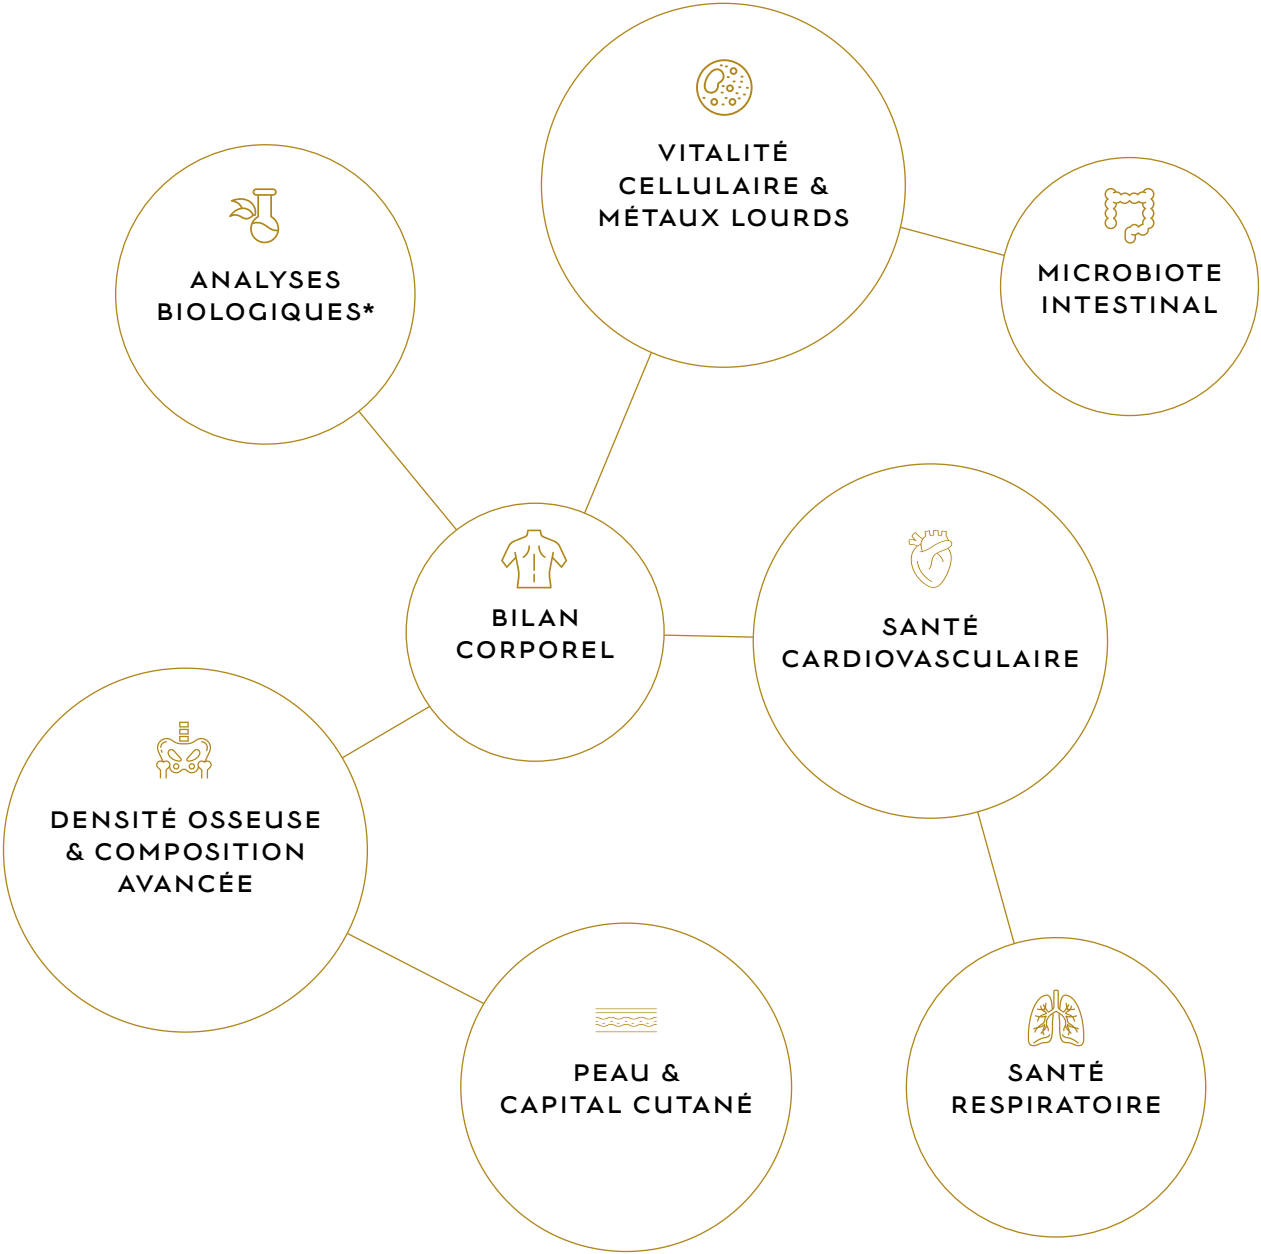 VITALITÉ
CELLULAIRE &
MÉTAUX LOURDS
ANALYSES
BIOLOGIQUES*
MICROBIOTE
INTESTINAL
BILAN
CORPOREL
SANTÉ
CARDIOVASCULAIRE
DENSITÉ OSSEUSE
& COMPOSITION
AVANCÉE
PEAU &
CAPITAL CUTANÉ
SANTÉ
RESPIRATOIRE